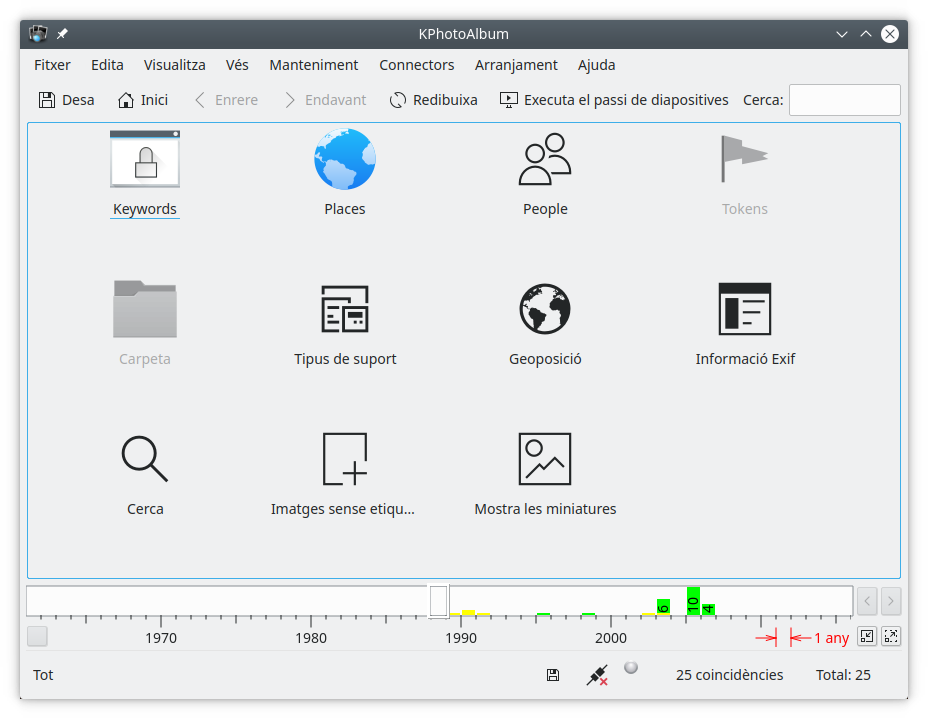 KPhotoAlbum
Fitxer Edita Visualitza Vés Manteniment Connectors Arranjament Ajuda
Desa Inici Enrere Endavant Redibuixa Executa el passi de diapositives Cerca:
Keywords Places People Tokens
Carpeta Tipus de suport Geoposició Informació Exif
Cerca Imatges sense etiqu... Mostra les miniatures
6 10 4
1970 1980 1990 2000 1 any
Tot 25 coincidències Total: 25